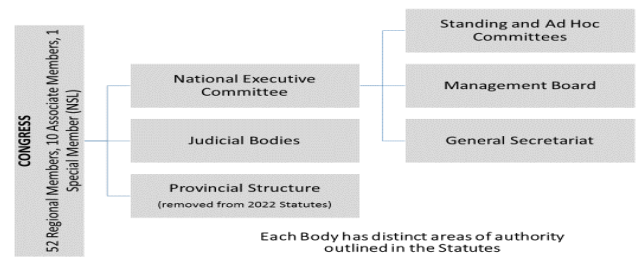 CONGRESS
52 Regional Members, 10 Associate Members, 1
Special Member (NSL)
National Executive
Committee
Judicial Bodies
Provincial Structure
(removed from 2022 Statutes)
Standing and Ad Hoc
Committees
Management Board
General Secretariat
Each Body has distinct areas of authority
outlined in the Statutes